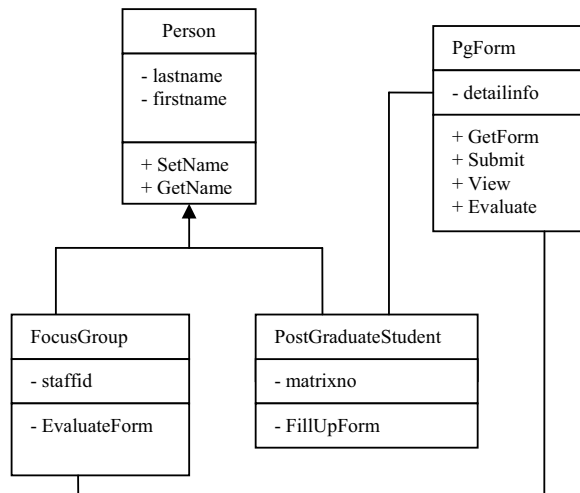 Person
- lastname
- firstname
+ SetName
+ GetName
PgForm
- detailinfo
+ GetForm
+ Submit
+ View
+ Evaluate
FocusGroup
- staffid
- EvaluateForm
PostGraduateStudent
- matrixno
- FillUpForm